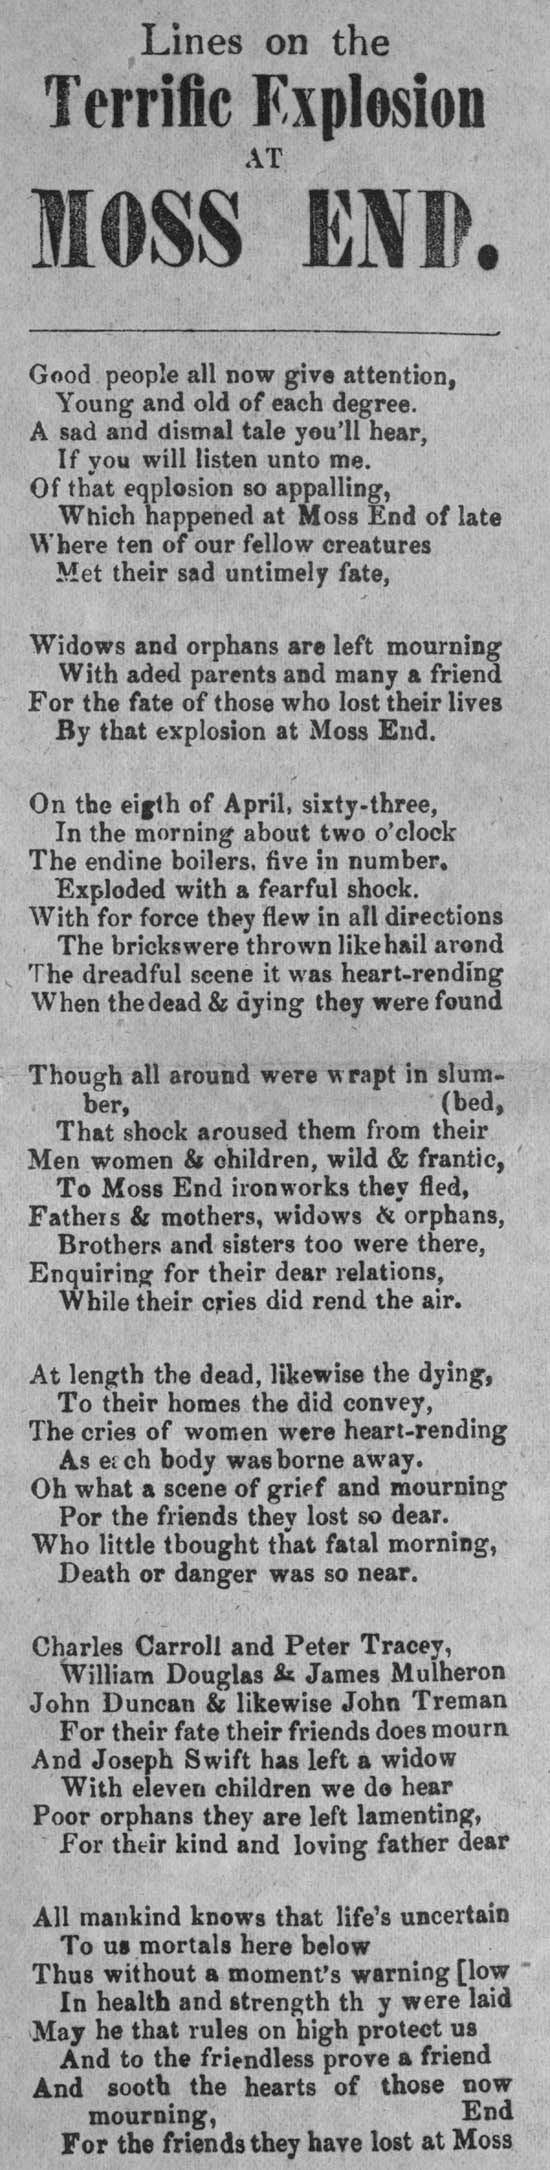 Lines on the
Terrific Explosion
AT
MOSS END.
Good people all now give attention,
Young and old of each degree.
A sad and dismal tale you'll hear,
If you will listen unto me.
Of that eqplosion so appalling,
Which happened at Moss End of late
Where ten of our fellow creatures
Met their sad untimely fate,
Widows and orphans are left mourning
With aded parents and many a friend
For the fate of those who lost their lives
By that explosion at Moss End.
On the eigth of April, sixty-three,
In the morning about two o'clock
The endine boilers, five in number.
Exploded with a fearful shock.
With for force they flew in all directions
The brickswere thrown like hail arond
The dreadful scene it was heart-rending
When the dead & dying they were found
Though all around were wrapt in slum-
ber, (bed,
That shock aroused them from their
Men women & children, wild & frantic,
To Moss End ironworks they fled,
Fathers & mothers, widows & orphans,
Brothers and sisters too were there,
Enquiring for their dear relations,
While their cries did rend the air.
At length the dead, likewise the dying,
To their homes the did convey,
The cries of women were heart-rending
As each body was borne away.
Oh what a scene of grief and mourning
Por the friends they lost so dear.
Who little tbought that fatal morning,
Death or danger was so near.
Charles Carroll and Peter Tracey,
William Douglas & James Mulheron
John Duncan & likewise John Treman
For their fate their friends does mourn
And Joseph Swift has left a widow
With eleven children we do hear
Poor orphans they are left lamenting,
For their kind and loving father dear
All mankind knows that life's uncertain
To us mortals here below
Thus without a moment's warning [low
In health and strength th y were laid
May he that rules on high protect us
And to the friendless prove a friend
And sooth the hearts of those now
mourning, End
For the friends they have lost at Moss